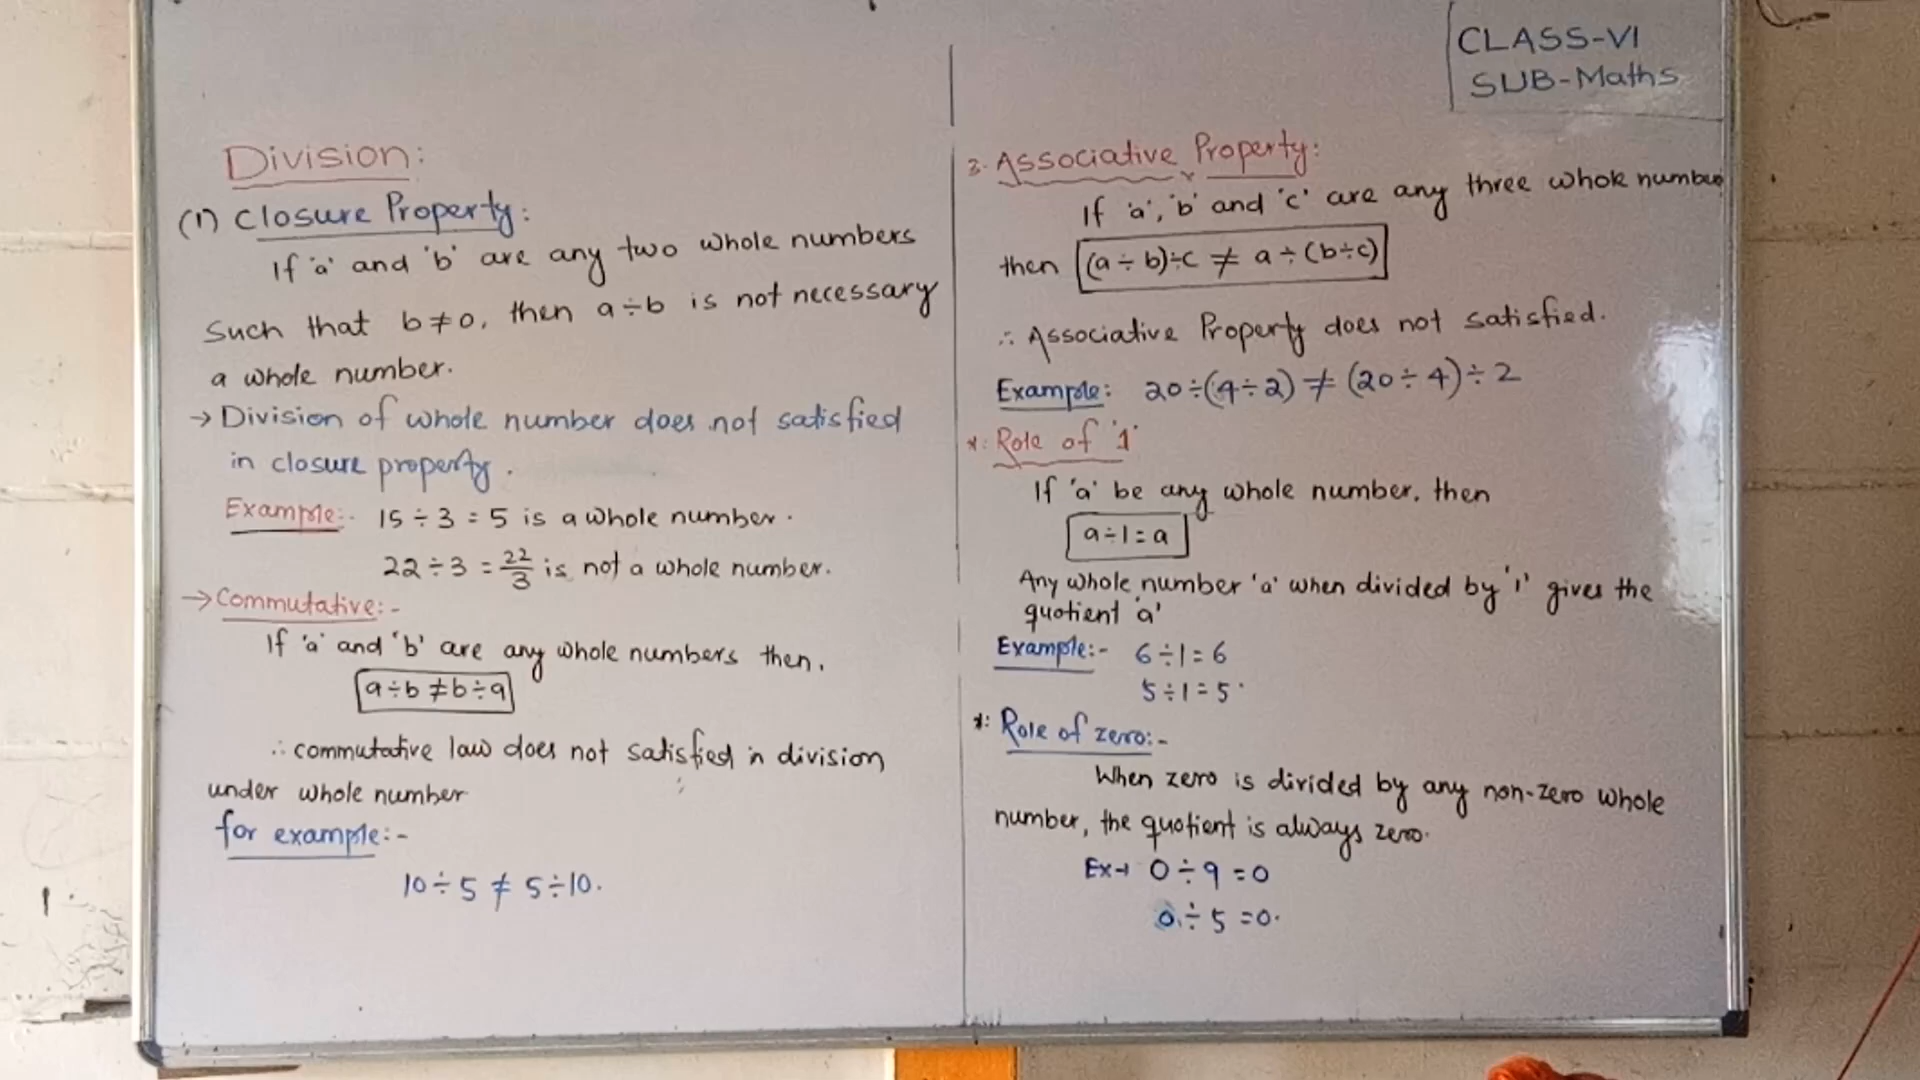 CLASS-VI
SUB-Maths
Division:
(1) Closure Property:
If 'a' and 'b' are any two whole numbers
Such that b≠0, then a÷b is not necessary
a whole number.
→ Division of whole number does not satisfied
in closure property.
Example:- 15÷3=5 is a whole number.
22÷3 = 22/3 is not a whole number.
→ Commutative:-
If 'a' and 'b' are any whole numbers then,
a÷b≠b÷a
∴ commutative law does not satisfied in division
under whole number
for example:-
10÷5 ≠ 5÷10.
3. Associative Property:
If 'a', 'b' and 'c' are any three whole number
then (a÷b)÷c ≠ a÷(b÷c)
∴ Associative Property does not satisfied.
Example: 20÷(4÷2) ≠ (20÷4)÷2
*: Role of '1'
If 'a' be any whole number, then
a÷1=a
Any whole number 'a' when divided by '1' gives the
quotient 'a'
Example:- 6÷1=6
5÷1=5.
*: Role of zero:-
When zero is divided by any non-zero whole
number, the quotient is always zero.
Ex→ 0÷9=0
0÷5=0.